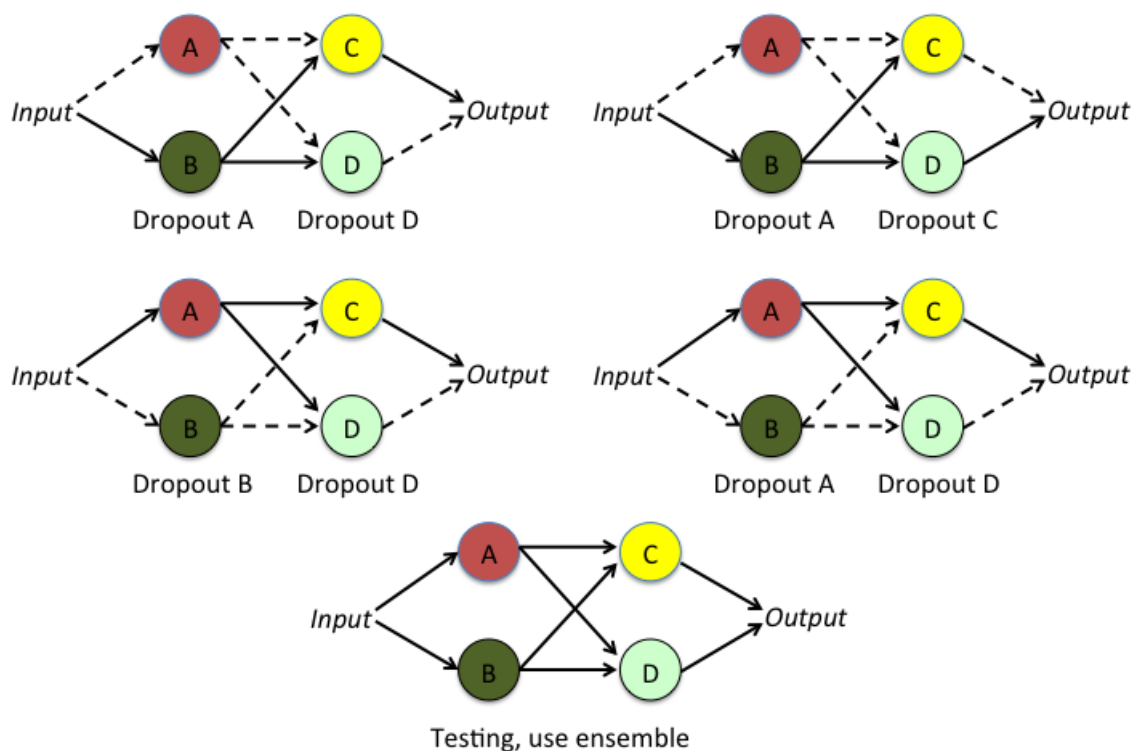 A C A C
Input Output Input Output
B D B D
Dropout A Dropout D Dropout A Dropout C
A C A C
Input Output Input Output
B D B D
Dropout B Dropout D Dropout A Dropout D
A C
Input Output
B D
Testing, use ensemble